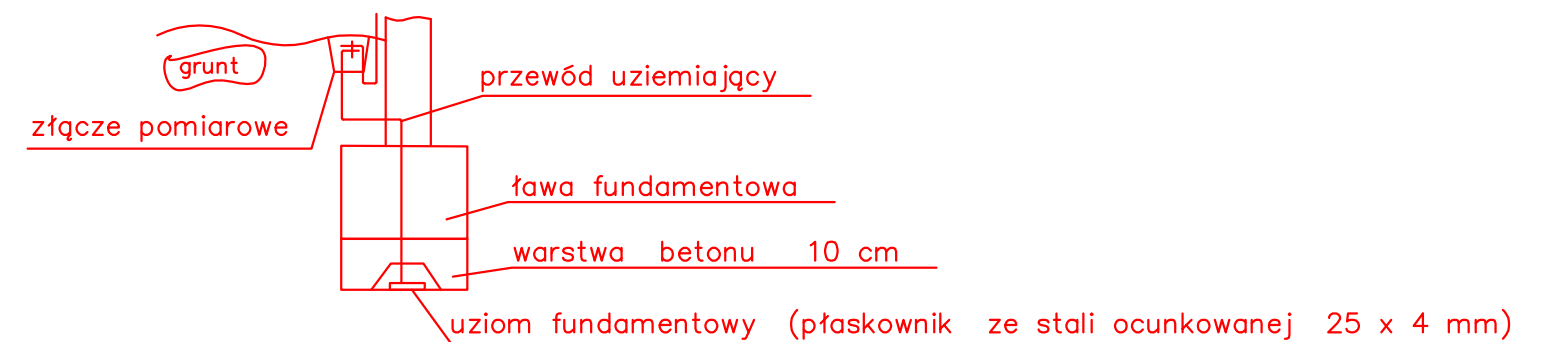 grunt
przewód uziemiający
złącze pomiarowe
ława fundamentowa
warstwa betonu 10 cm
uziom fundamentowy (płaskownik ze stali ocunkowanej 25 x 4 mm)